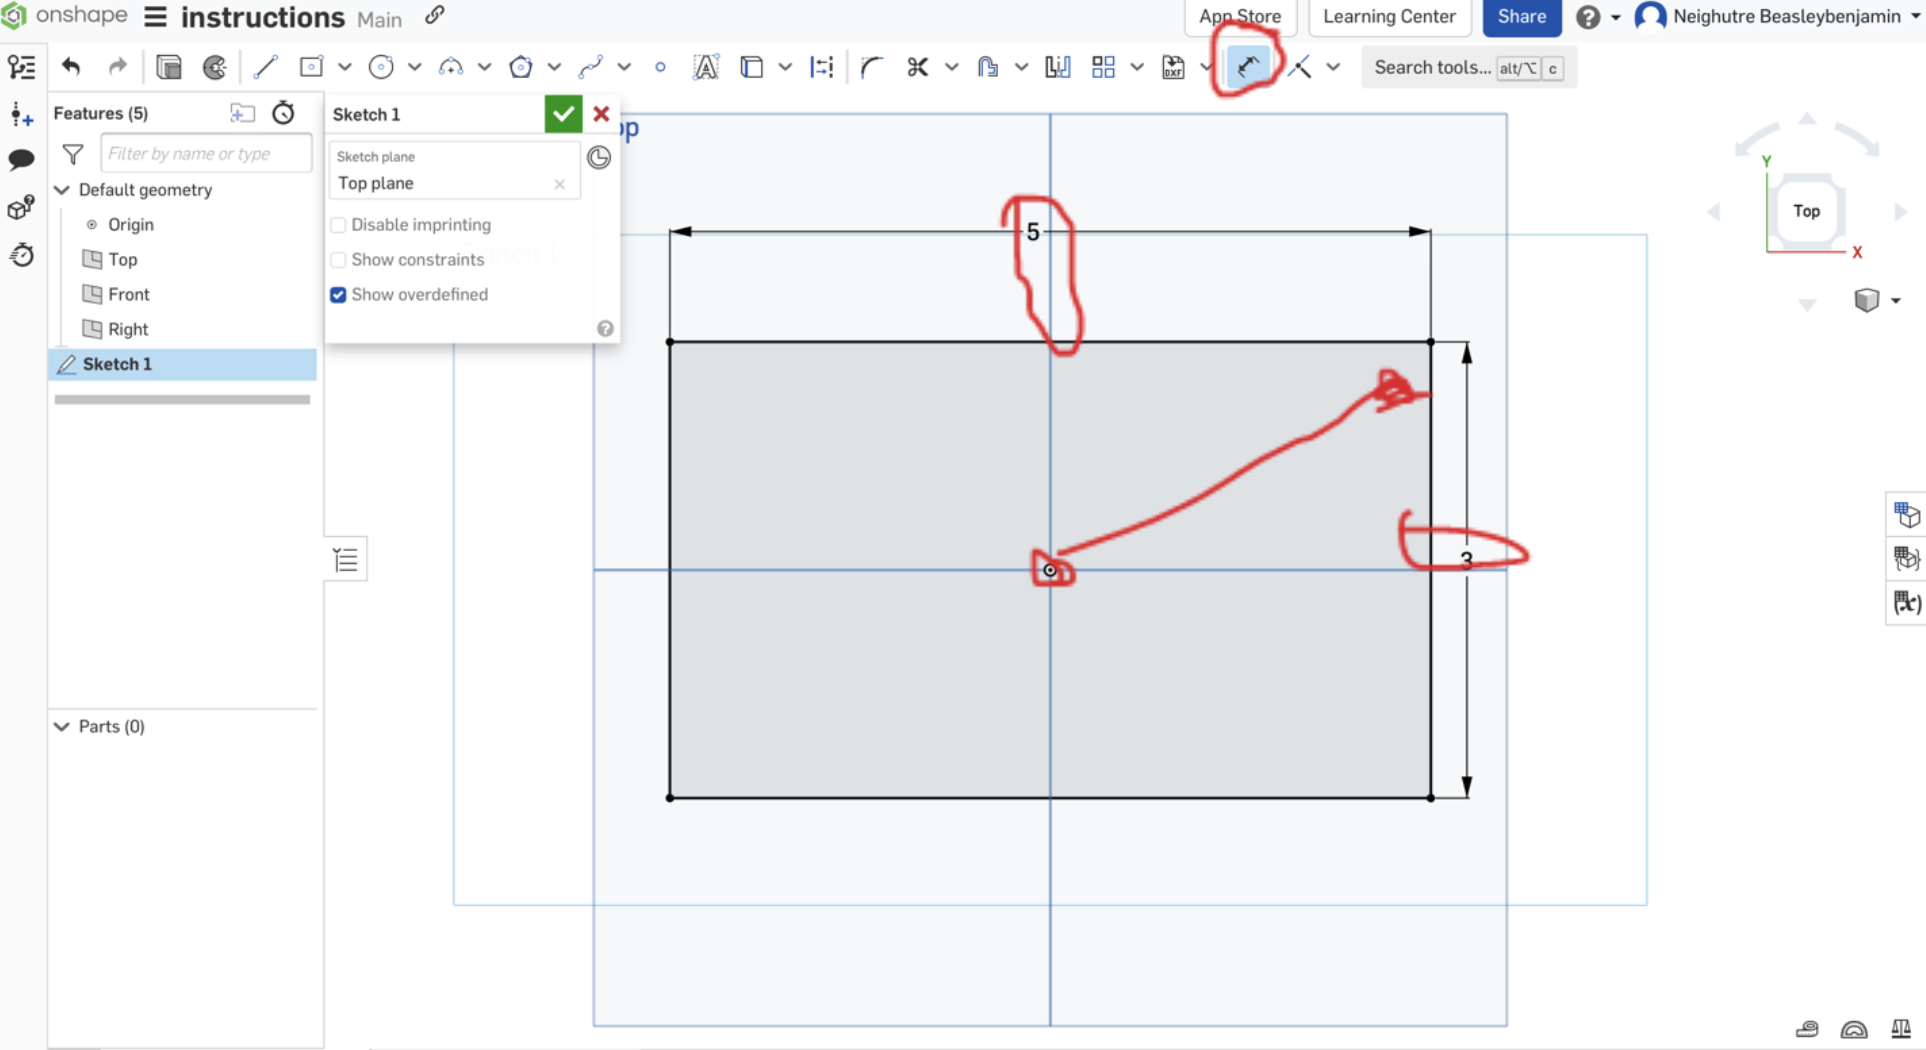 onshape instructions Main App Store Learning Center Share Neighutre Beasleybenjamin
DXF Search tools... alt/⌥ c
Features (5)
Filter by name or type
Default geometry
Origin
Top
Front
Right
Sketch 1
Parts (0)
Sketch 1
Sketch plane
Top plane
Disable imprinting
Show constraints
Show overdefined
op
5
3
Y
Top
X